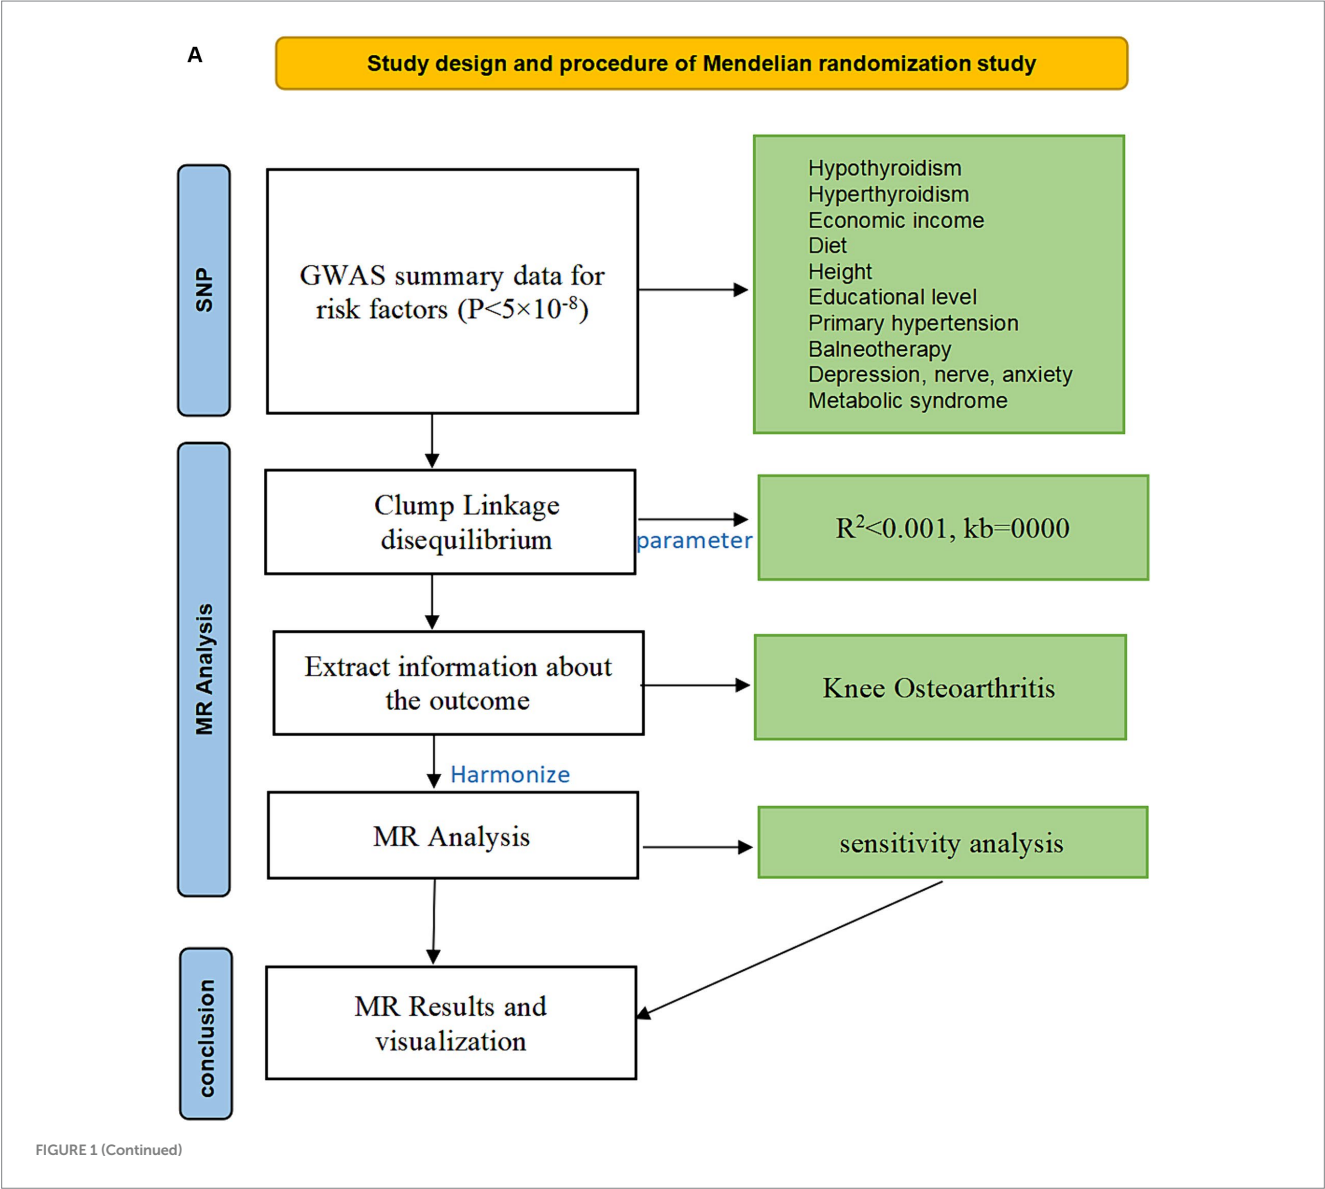 A
Study design and procedure of Mendelian randomization study
SNP
GWAS summary data for
risk factors (P<5×10⁻⁸)
Hypothyroidism
Hyperthyroidism
Economic income
Diet
Height
Educational level
Primary hypertension
Balneotherapy
Depression, nerve, anxiety
Metabolic syndrome
MR Analysis
Clump Linkage
disequilibrium
parameter
R²<0.001, kb=0000
Extract information about
the outcome
Knee Osteoarthritis
Harmonize
MR Analysis
sensitivity analysis
conclusion
MR Results and
visualization
FIGURE 1 (Continued)